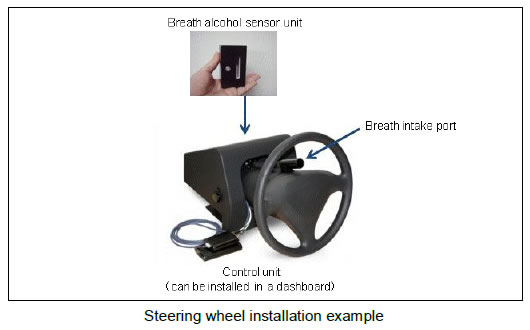 Breath alcohol sensor unit
Breath intake port
Control unit
(can be installed in a dashboard)
Steering wheel installation example